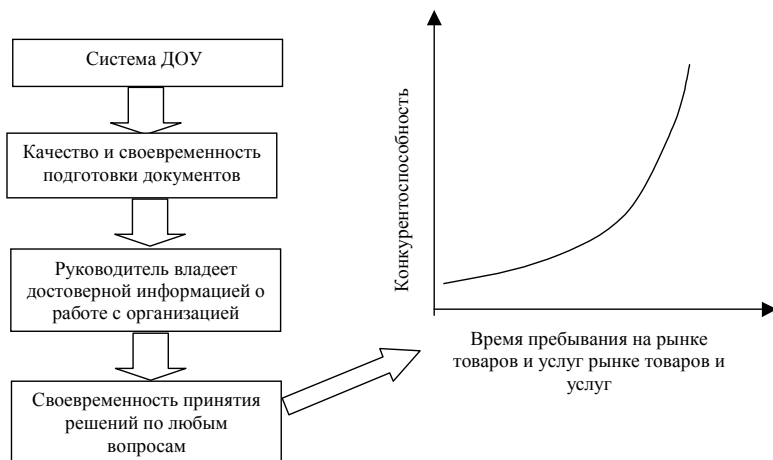 Система ДОУ
Качество и своевременность
подготовки документов
Руководитель владеет
достоверной информацией о
работе с организацией
Своевременность принятия
решений по любым
вопросам
Конкурентоспособность
Время пребывания на рынке
товаров и услуг рынке товаров и
услуг